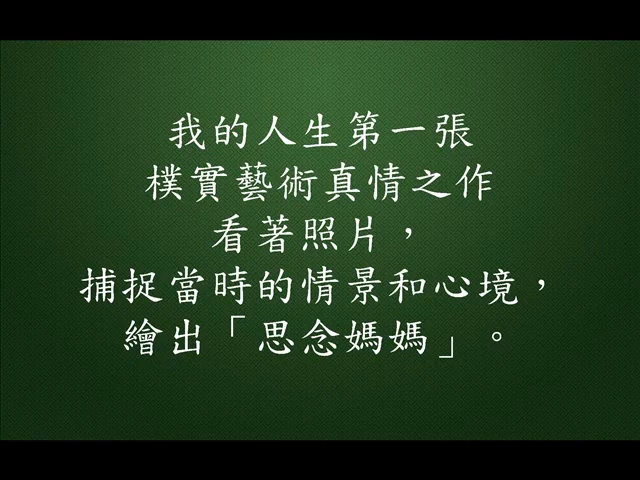 我的人生第一張
樸實藝術真情之作
看著照片，
捕捉當時的情景和心境，
繪出「思念媽媽」。